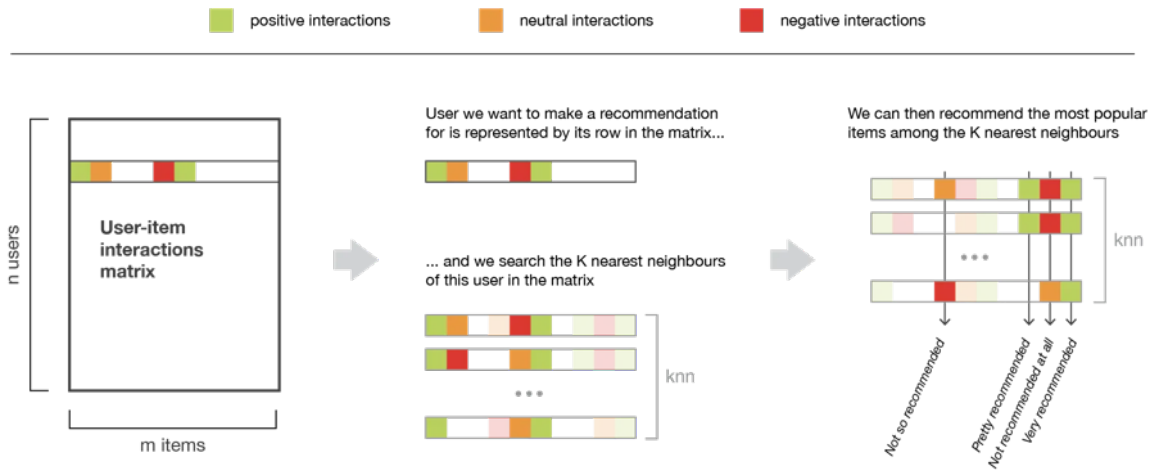 positive interactions
neutral interactions
negative interactions
n users
User-item
interactions
matrix
m items
User we want to make a recommendation
for is represented by its row in the matrix...
... and we search the K nearest neighbours
of this user in the matrix
knn
We can then recommend the most popular
items among the K nearest neighbours
knn
Not so recommended
Pretty recommended
Not recommended at all
Very recommended